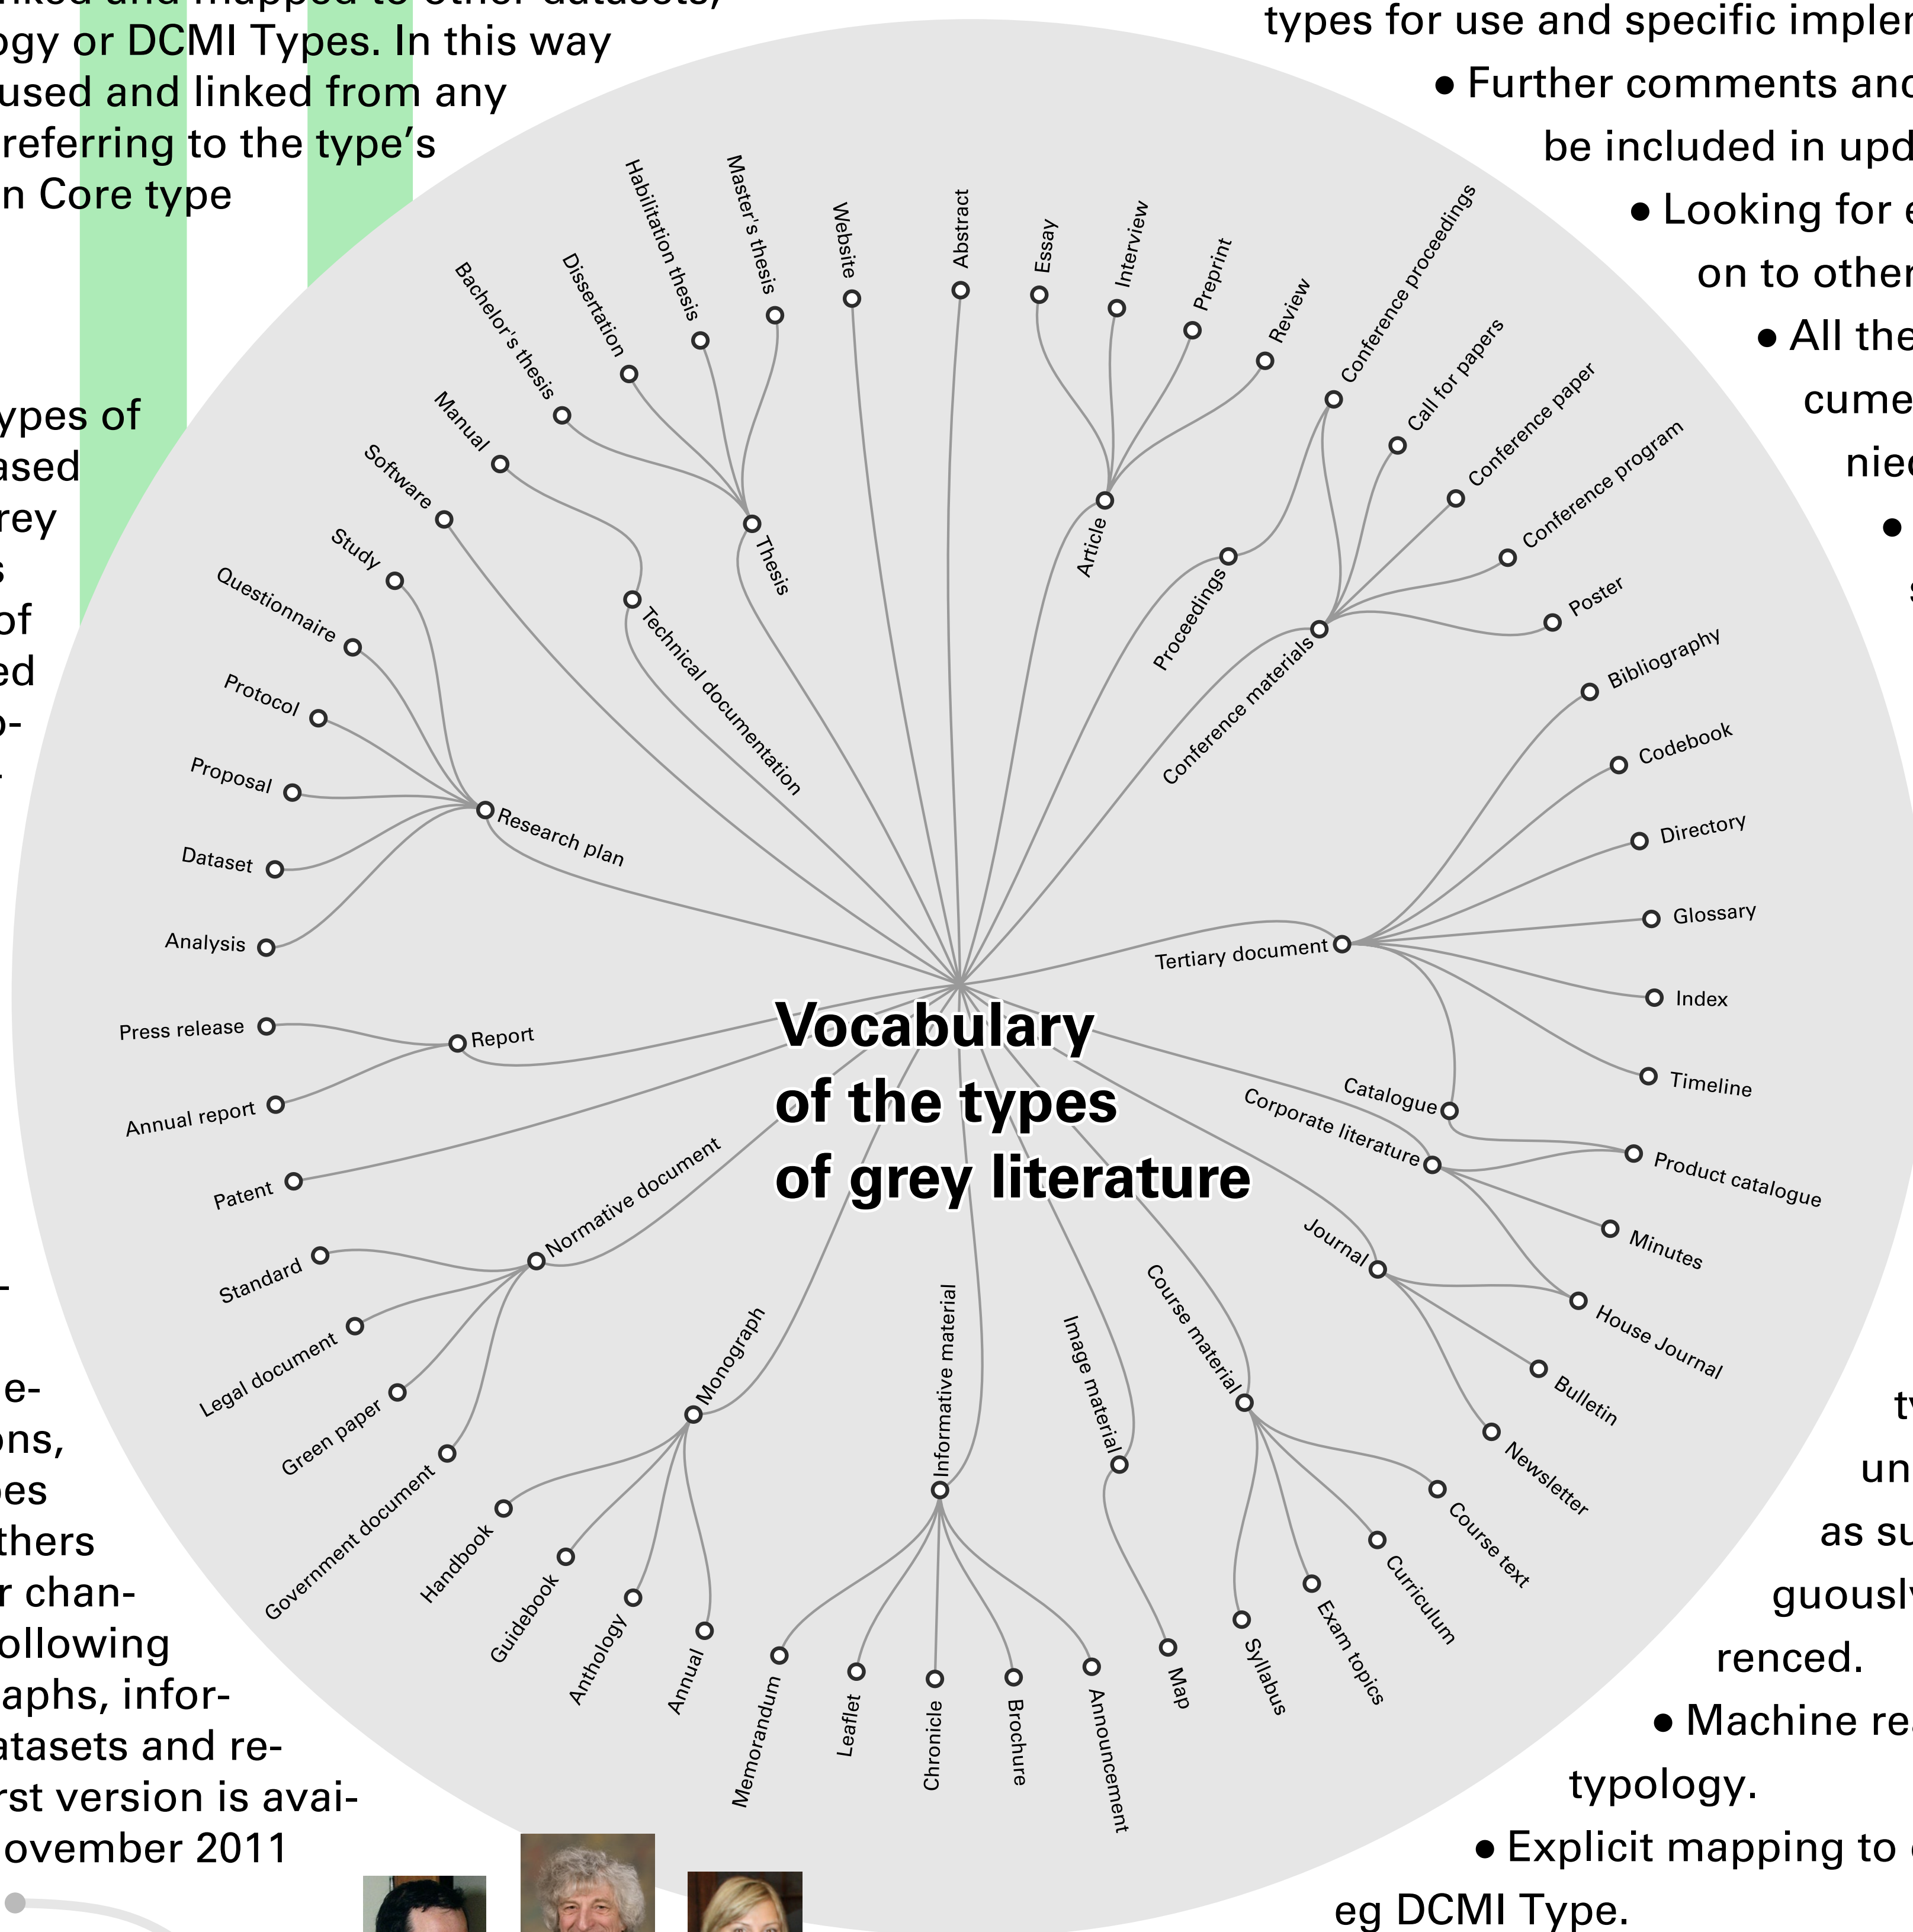 ogy or DCMI Types. In this way
used and linked from any
referring to the type's
n Core type
ypes of
ased
rey
of
ed
e-
ons,
oes
thers
r chan-
ollowing
aphs, infor-
atasets and re-
rst version is avai-
ovember 2011
types for use and specific implem
• Further comments and
be included in upd
• Looking for e
on to other
• All the
cume
nied
Vocabulary
of the types
of grey literature
Website
Abstract
Essay
Interview
Preprint
Review
Article
Conference proceedings
Proceedings
Call for papers
Conference paper
Conference program
Poster
Conference materials
Bibliography
Codebook
Directory
Glossary
Index
Timeline
Tertiary document
Catalogue
Corporate literature
Product catalogue
Minutes
House Journal
Journal
Bulletin
Newsletter
Course material
Course text
Curriculum
Exam topics
Syllabus
Image material
Map
Informative material
Announcement
Brochure
Chronicle
Leaflet
Memorandum
Monograph
Annual
Anthology
Guidebook
Handbook
Normative document
Government document
Green paper
Legal document
Standard
Patent
Report
Annual report
Press release
Research plan
Analysis
Dataset
Proposal
Protocol
Questionnaire
Study
Software
Technical documentation
Manual
Thesis
Bachelor's thesis
Dissertation
Habilitation thesis
Master's thesis
ty
un
as su
guously
renced.
• Machine rea
typology.
• Explicit mapping to
eg DCMI Type.